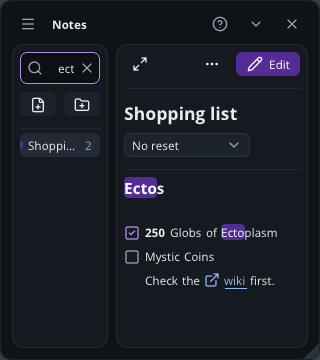 Notes
ect
Edit
Shopping list
Shoppi... 2
No reset
Ectos
250 Globs of Ectoplasm
Mystic Coins
Check the wiki first.